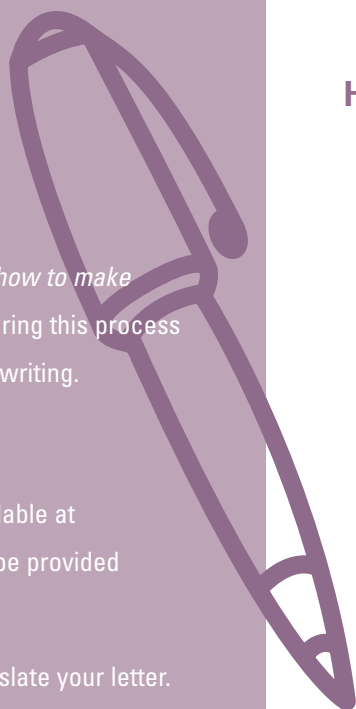 H
how to make
ring this process
writing.
lable at
be provided
slate your letter.